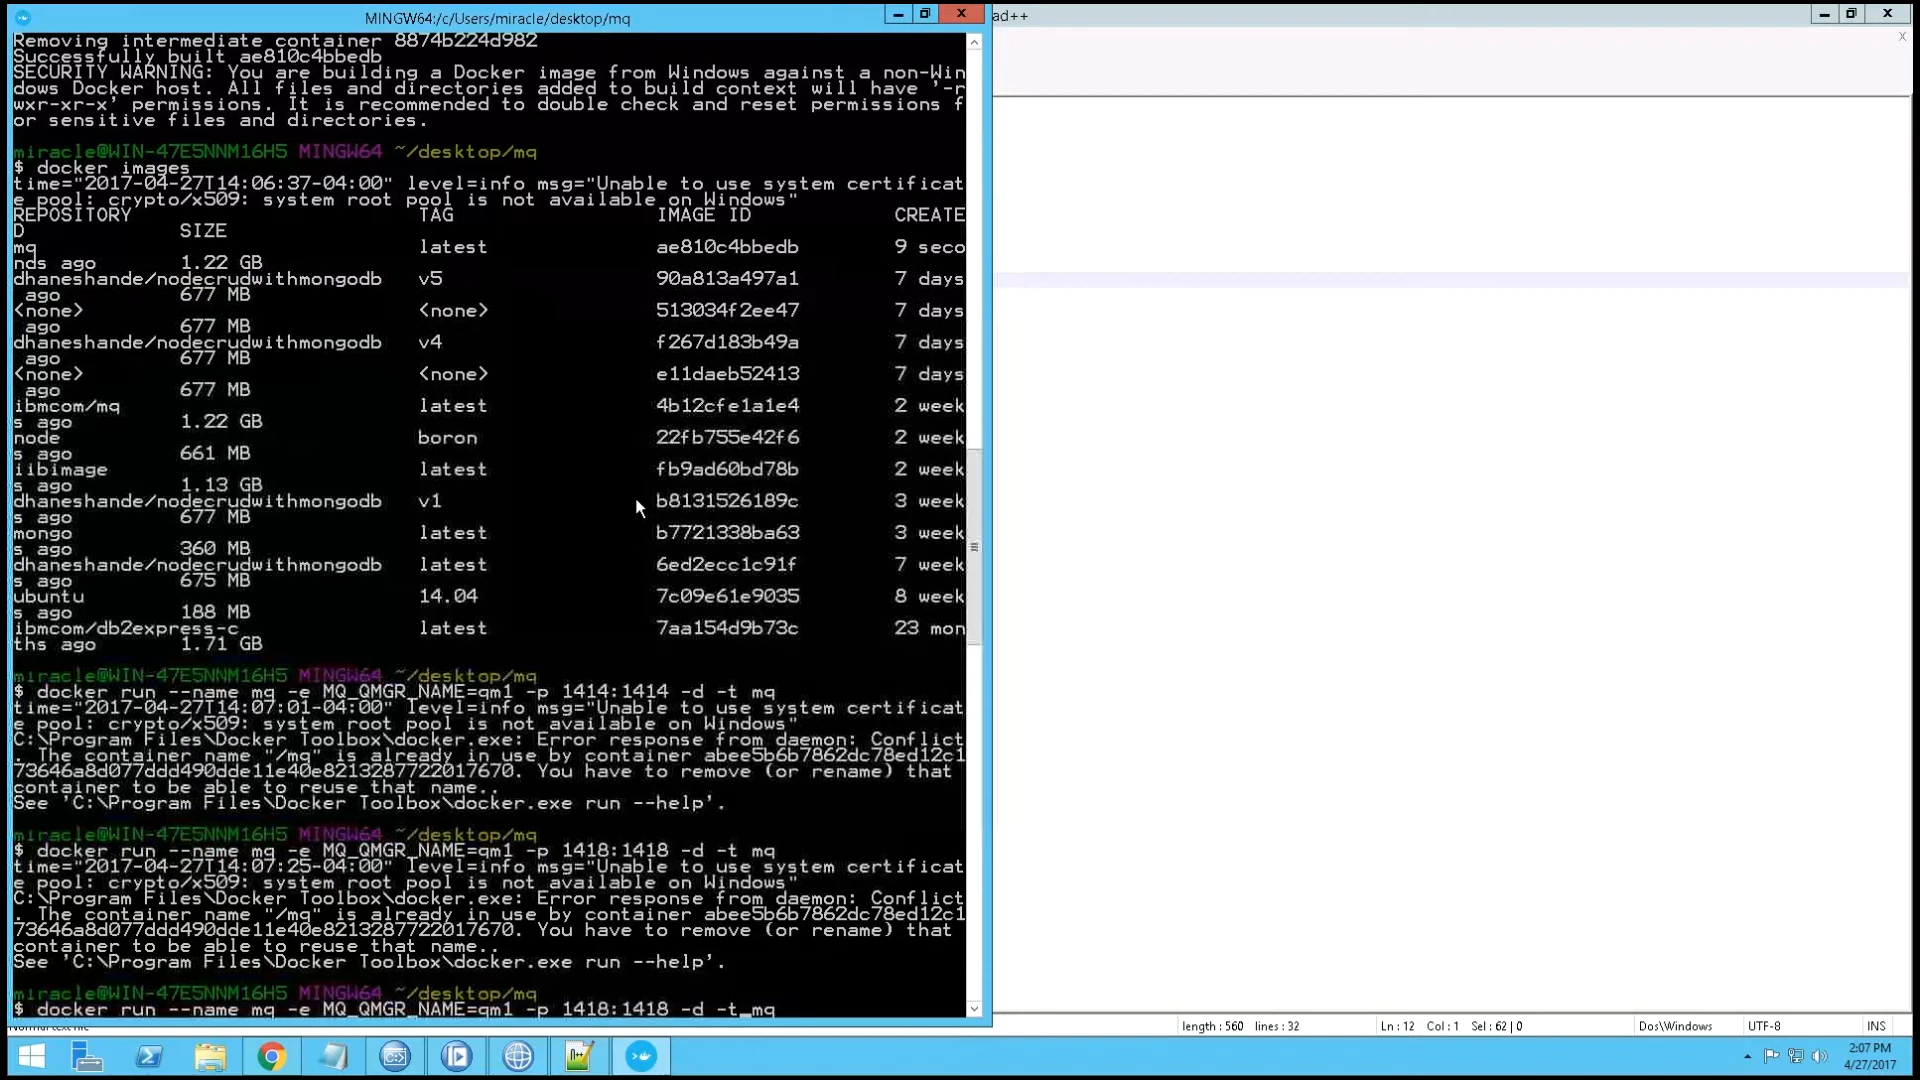 MINGW64:/c/Users/miracle/desktop/mq
ad++
Removing intermediate container 8874b224d982
Successfully built ae810c4bbedb
SECURITY WARNING: You are building a Docker image from Windows against a non-Win
dows Docker host. All files and directories added to build context will have '-r
wxr-xr-x' permissions. It is recommended to double check and reset permissions f
or sensitive files and directories.
miracle@WIN-47E5NNM16H5 MINGW64 ~/desktop/mq
$ docker images
time="2017-04-27T14:06:37-04:00" level=info msg="Unable to use system certificat
e pool: crypto/x509: system root pool is not available on Windows"
REPOSITORY TAG IMAGE ID CREATE
D SIZE
mq latest ae810c4bbedb 9 seco
nds ago 1.22 GB
dhaneshande/nodecrudwithmongodb v5 90a813a497a1 7 days
ago 677 MB
<none> <none> 513034f2ee47 7 days
ago 677 MB
dhaneshande/nodecrudwithmongodb v4 f267d183b49a 7 days
ago 677 MB
<none> <none> e11daeb52413 7 days
ago 677 MB
ibmcom/mq latest 4b12cfe1a1e4 2 week
s ago 1.22 GB
node boron 22fb755e42f6 2 week
s ago 661 MB
iibimage latest fb9ad60bd78b 2 week
s ago 1.13 GB
dhaneshande/nodecrudwithmongodb v1 b8131526189c 3 week
s ago 677 MB
mongo latest b7721338ba63 3 week
s ago 360 MB
dhaneshande/nodecrudwithmongodb latest 6ed2ecc1c91f 7 week
s ago 675 MB
ubuntu 14.04 7c09e61e9035 8 week
s ago 188 MB
ibmcom/db2express-c latest 7aa154d9b73c 23 mon
ths ago 1.71 GB
miracle@WIN-47E5NNM16H5 MINGW64 ~/desktop/mq
$ docker run --name mq -e MQ_QMGR_NAME=qm1 -p 1414:1414 -d -t mq
time="2017-04-27T14:07:01-04:00" level=info msg="Unable to use system certificat
e pool: crypto/x509: system root pool is not available on Windows"
C:\Program Files\Docker Toolbox\docker.exe: Error response from daemon: Conflict
. The container name "/mq" is already in use by container abee5b6b7862dc78ed12c1
73646a8d077ddd490dde11e40e8213287722017670. You have to remove (or rename) that
container to be able to reuse that name..
See 'C:\Program Files\Docker Toolbox\docker.exe run --help'.
miracle@WIN-47E5NNM16H5 MINGW64 ~/desktop/mq
$ docker run --name mq -e MQ_QMGR_NAME=qm1 -p 1418:1418 -d -t mq
time="2017-04-27T14:07:25-04:00" level=info msg="Unable to use system certificat
e pool: crypto/x509: system root pool is not available on Windows"
C:\Program Files\Docker Toolbox\docker.exe: Error response from daemon: Conflict
. The container name "/mq" is already in use by container abee5b6b7862dc78ed12c1
73646a8d077ddd490dde11e40e8213287722017670. You have to remove (or rename) that
container to be able to reuse that name..
See 'C:\Program Files\Docker Toolbox\docker.exe run --help'.
miracle@WIN-47E5NNM16H5 MINGW64 ~/desktop/mq
$ docker run --name mq -e MQ_QMGR_NAME=qm1 -p 1418:1418 -d -t mq
Normal text file length : 560 lines : 32 Ln : 12 Col : 1 Sel : 62 | 0 Dos\Windows UTF-8 INS
2:07 PM
4/27/2017